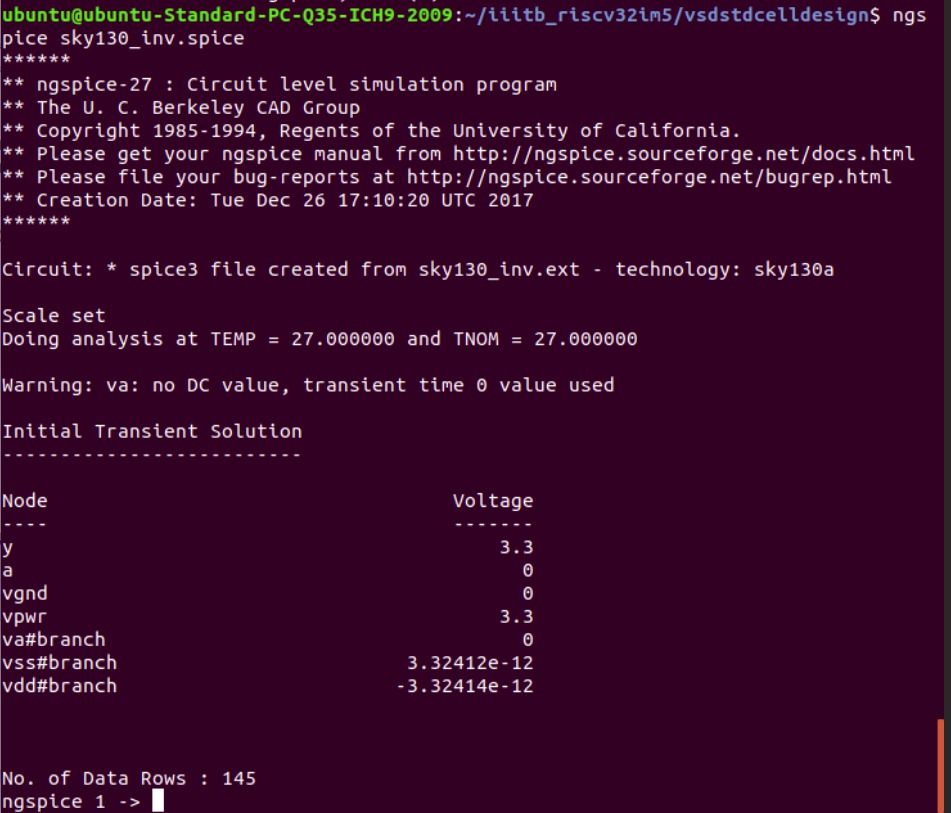 ubuntu@ubuntu-Standard-PC-Q35-ICH9-2009:~/iiitb_riscv32im5/vsdstdcelldesign$ ngs
pice sky130_inv.spice
******
** ngspice-27 : Circuit level simulation program
** The U. C. Berkeley CAD Group
** Copyright 1985-1994, Regents of the University of California.
** Please get your ngspice manual from http://ngspice.sourceforge.net/docs.html
** Please file your bug-reports at http://ngspice.sourceforge.net/bugrep.html
** Creation Date: Tue Dec 26 17:10:20 UTC 2017
******
Circuit: * spice3 file created from sky130_inv.ext - technology: sky130a
Scale set
Doing analysis at TEMP = 27.000000 and TNOM = 27.000000
Warning: va: no DC value, transient time 0 value used
Initial Transient Solution
--------------------------
Node Voltage
---- -------
y 3.3
a 0
vgnd 0
vpwr 3.3
va#branch 0
vss#branch 3.32412e-12
vdd#branch -3.32414e-12
No. of Data Rows : 145
ngspice 1 ->